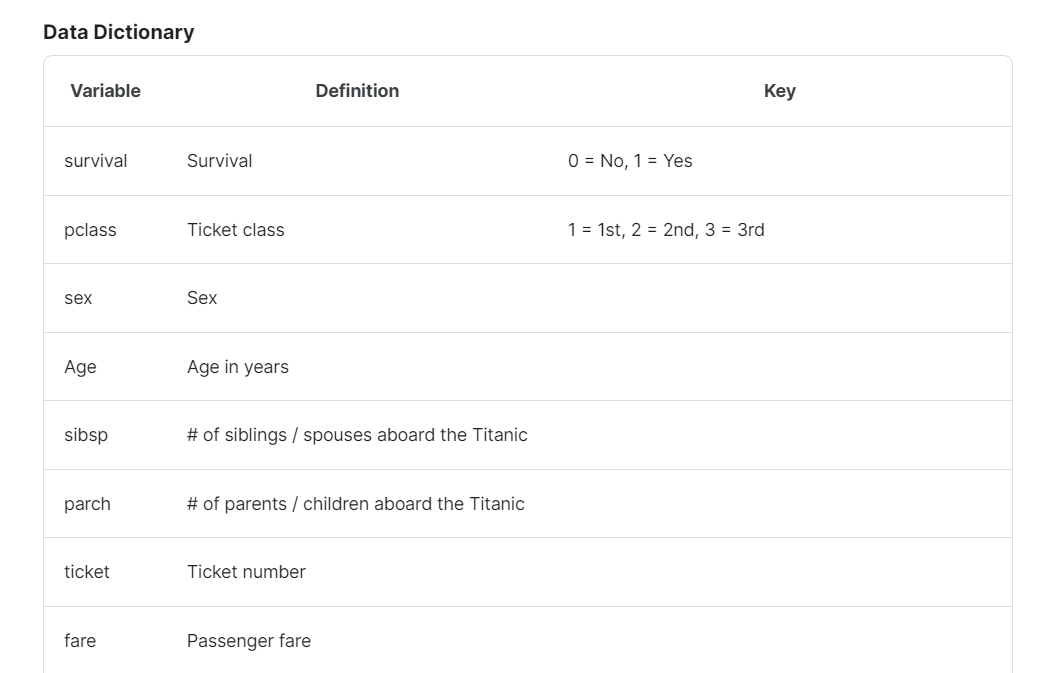 Data Dictionary
Variable Definition Key
survival Survival 0 = No, 1 = Yes
pclass Ticket class 1 = 1st, 2 = 2nd, 3 = 3rd
sex Sex
Age Age in years
sibsp # of siblings / spouses aboard the Titanic
parch # of parents / children aboard the Titanic
ticket Ticket number
fare Passenger fare